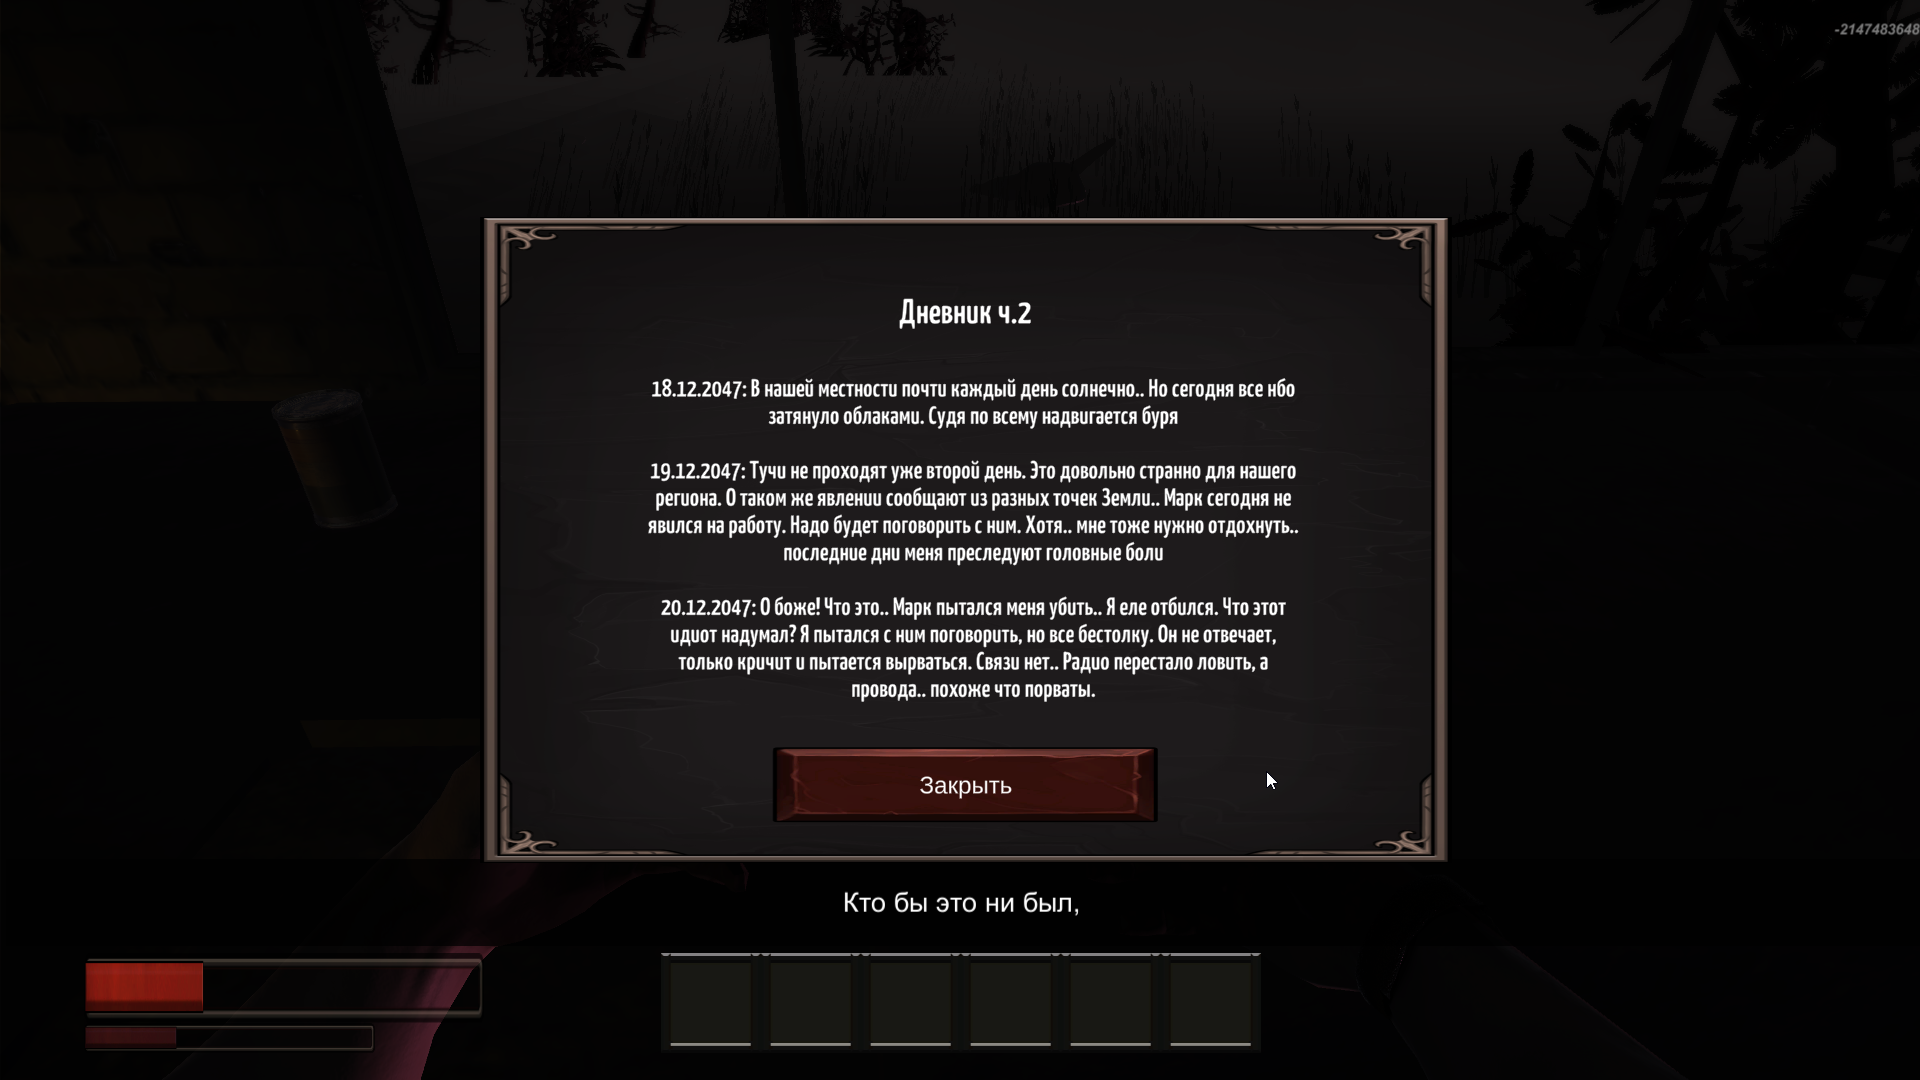 -2147483648
Дневник ч.2
18.12.2047: В нашей местности почти каждый день солнечно.. Но сегодня все нбо
затянуло облаками. Судя по всему надвигается буря
19.12.2047: Тучи не проходят уже второй день. Это довольно странно для нашего
региона. О таком же явлении сообщают из разных точек Земли.. Марк сегодня не
явился на работу. Надо будет поговорить с ним. Хотя.. мне тоже нужно отдохнуть..
последние дни меня преследуют головные боли
20.12.2047: О боже! Что это.. Марк пытался меня убить.. Я еле отбился. Что этот
идиот надумал? Я пытался с ним поговорить, но все бестолку. Он не отвечает,
только кричит и пытается вырваться. Связи нет.. Радио перестало ловить, а
провода.. похоже что порваты.
Закрыть
Кто бы это ни был,